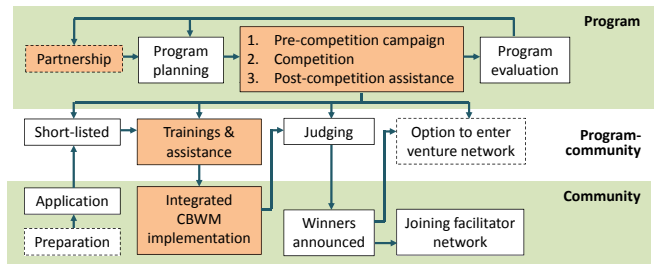 Program
Partnership
Program
planning
1. Pre-competition campaign
2. Competition
3. Post-competition assistance
Program
evaluation
Short-listed
Trainings &
assistance
Judging
Option to enter
venture network
Program-
community
Community
Application
Preparation
Integrated
CBWM
implementation
Winners
announced
Joining facilitator
network